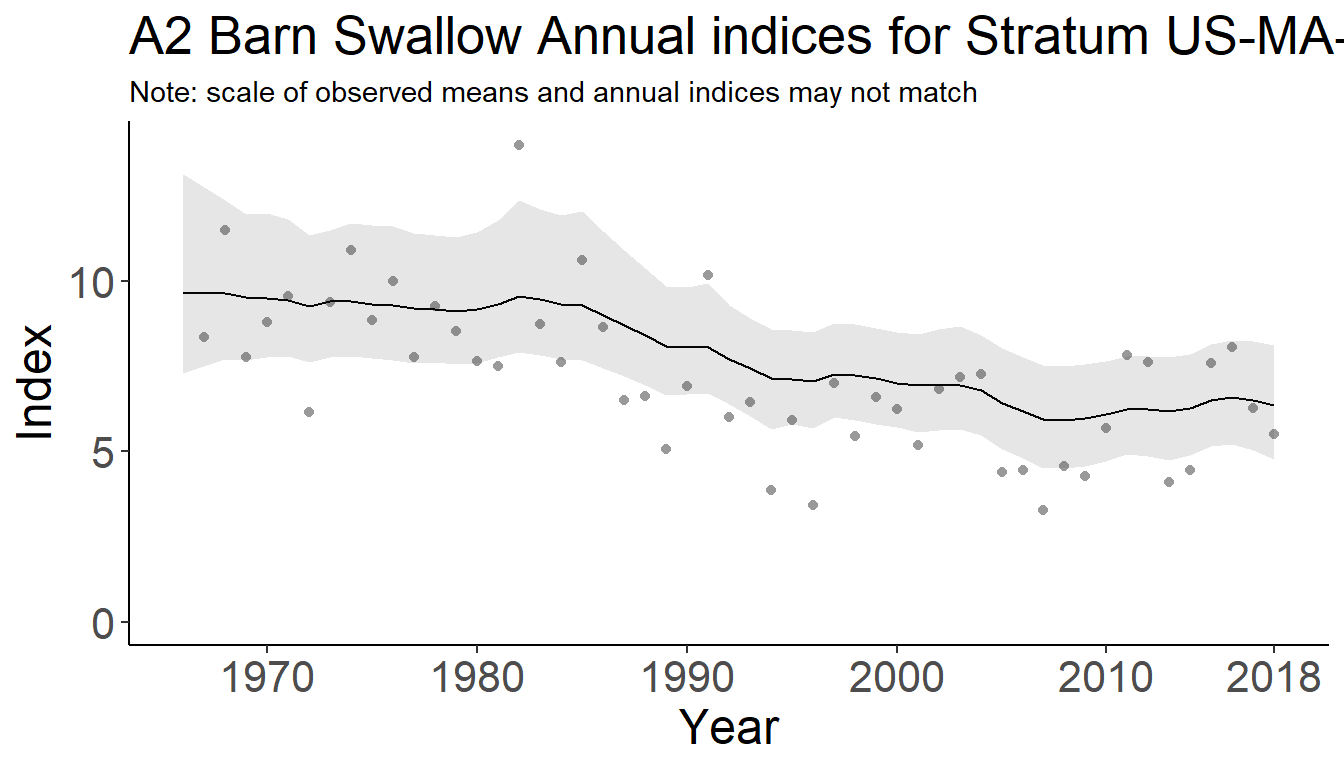 A2 Barn Swallow Annual indices for Stratum US-MA-
Note: scale of observed means and annual indices may not match
10
5
0
Index
1970 1980 1990 2000 2010 2018
Year